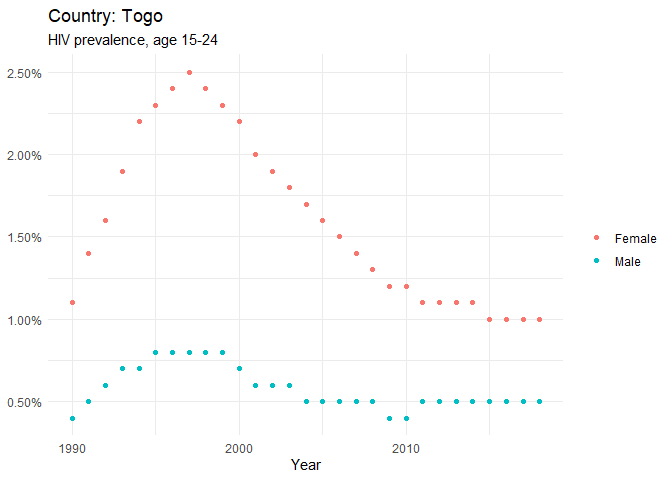 Country: Togo
HIV prevalence, age 15-24
2.50%
2.00%
1.50%
1.00%
0.50%
Female
Male
1990 2000 2010
Year